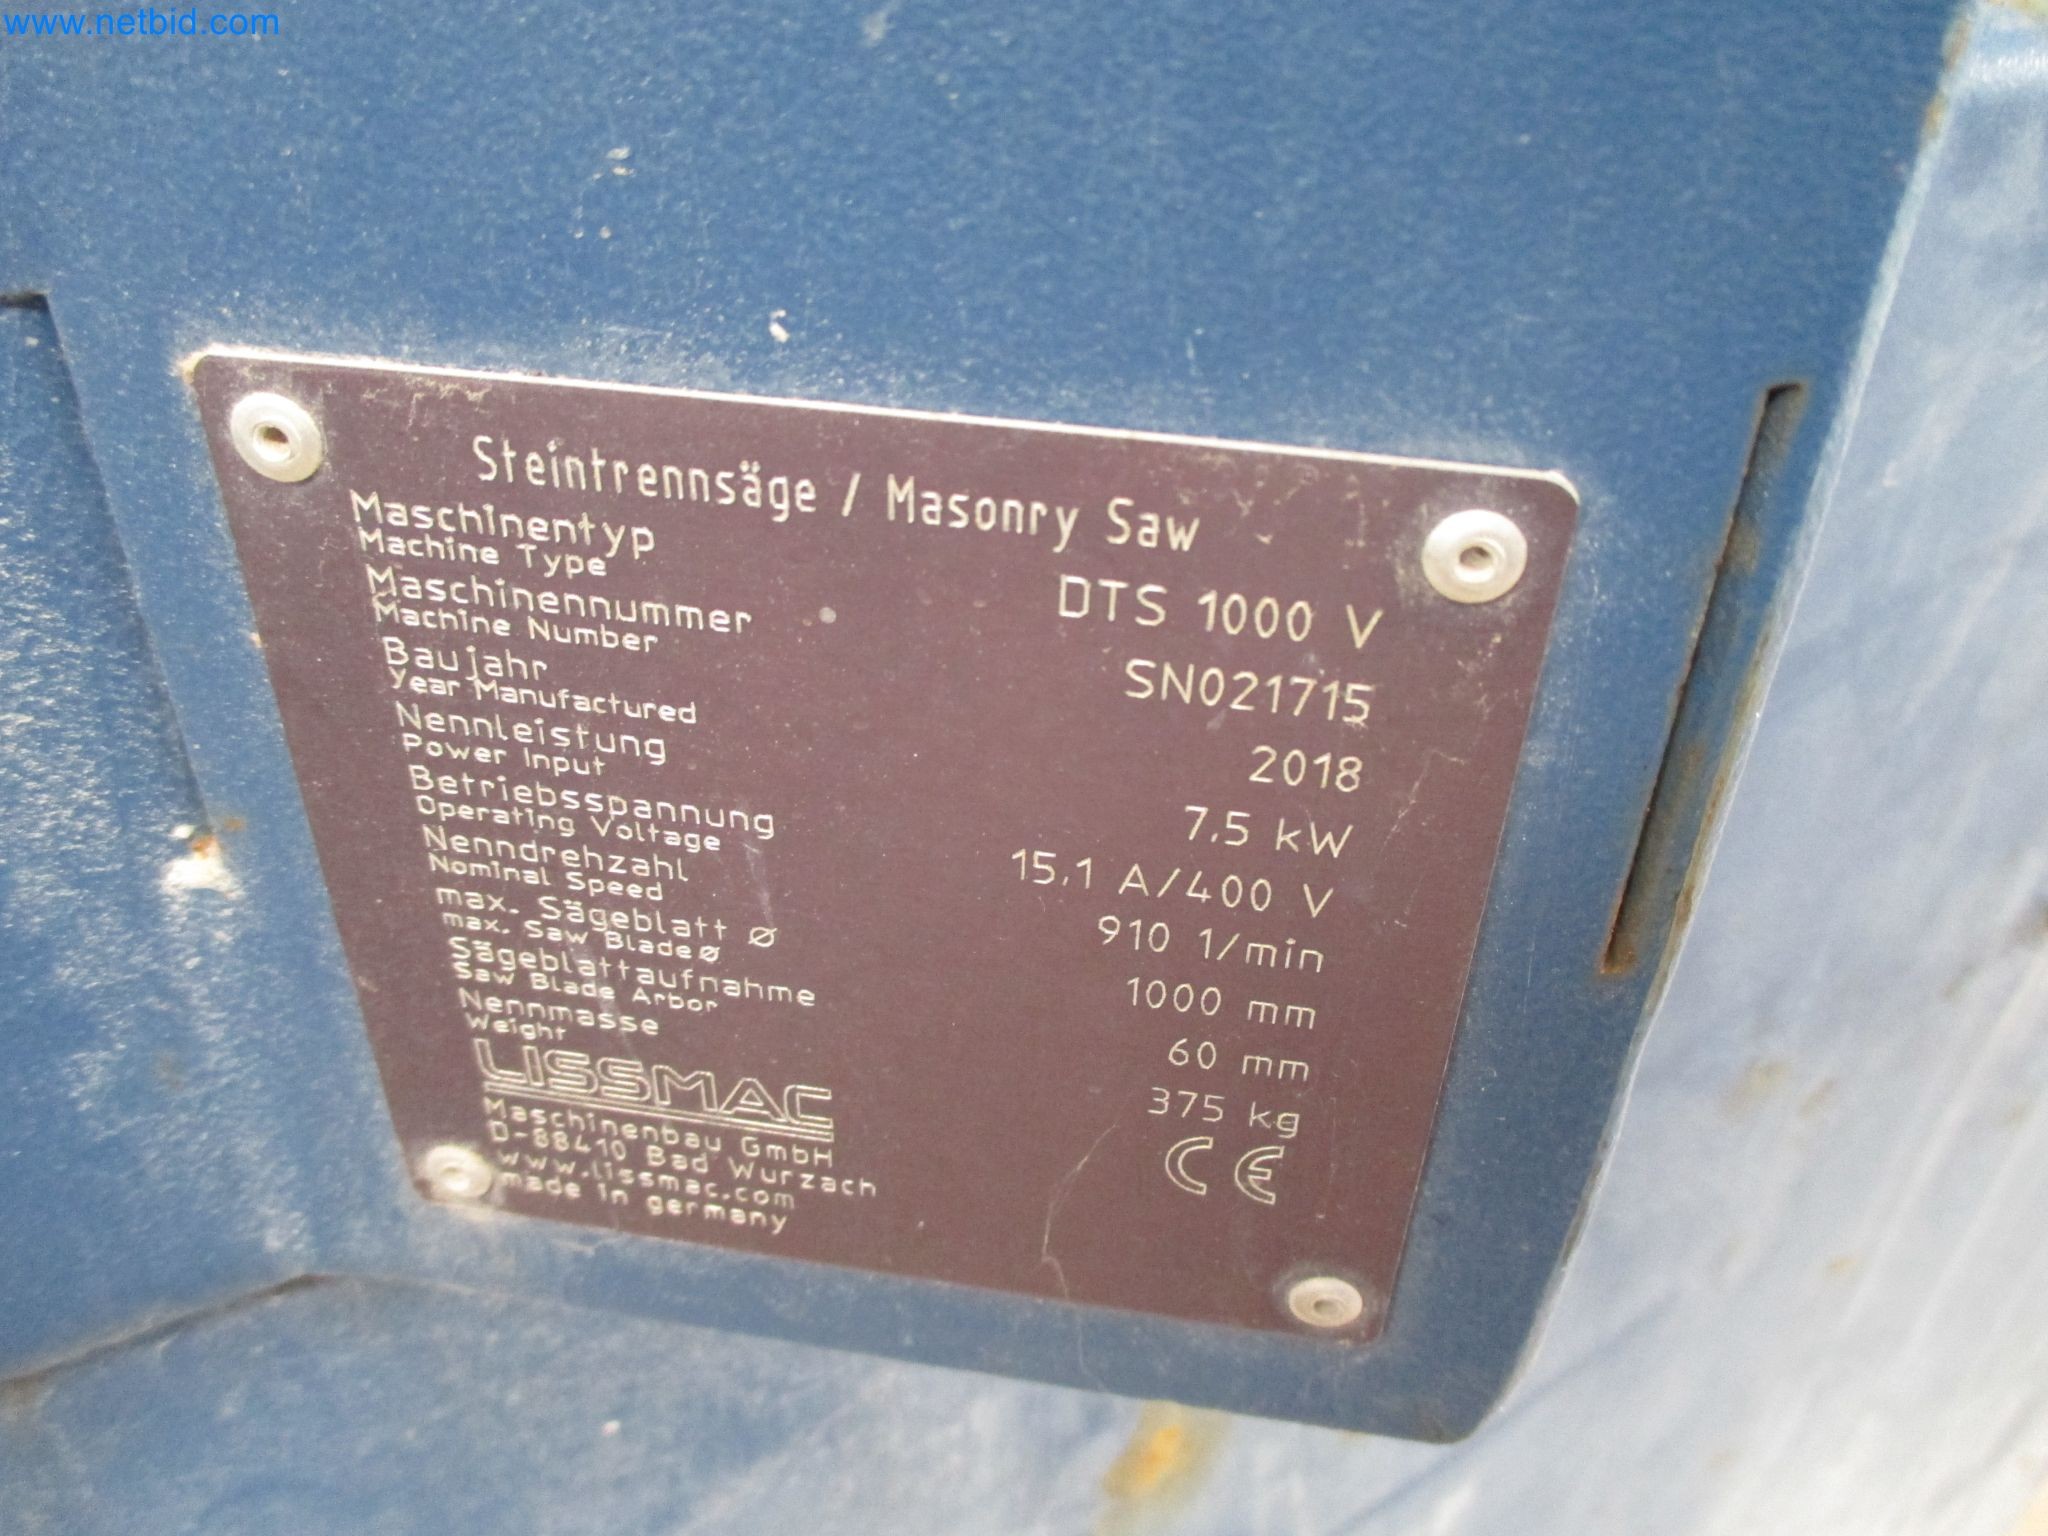 www.netbid.com
Steintrennsäge / Masonry Saw
Maschinentyp
Machine Type
DTS 1000 V
Maschinennummer
Machine Number
SN021715
Baujahr
Year Manufactured
2018
Nennleistung
Power Input
7.5 kW
Betriebsspannung
Operating Voltage
15.1 A/400 V
Nenndrehzahl
Nominal Speed
910 1/min
max. Sägeblatt ø
max. Saw Blade ø
1000 mm
Sägeblattaufnahme
Saw Blade Arbor
60 mm
Nennmasse
Weight
375 kg
LISSMAC
Maschinenbau GmbH
D-88410 Bad Wurzach
www.lissmac.com
made in germany
CE